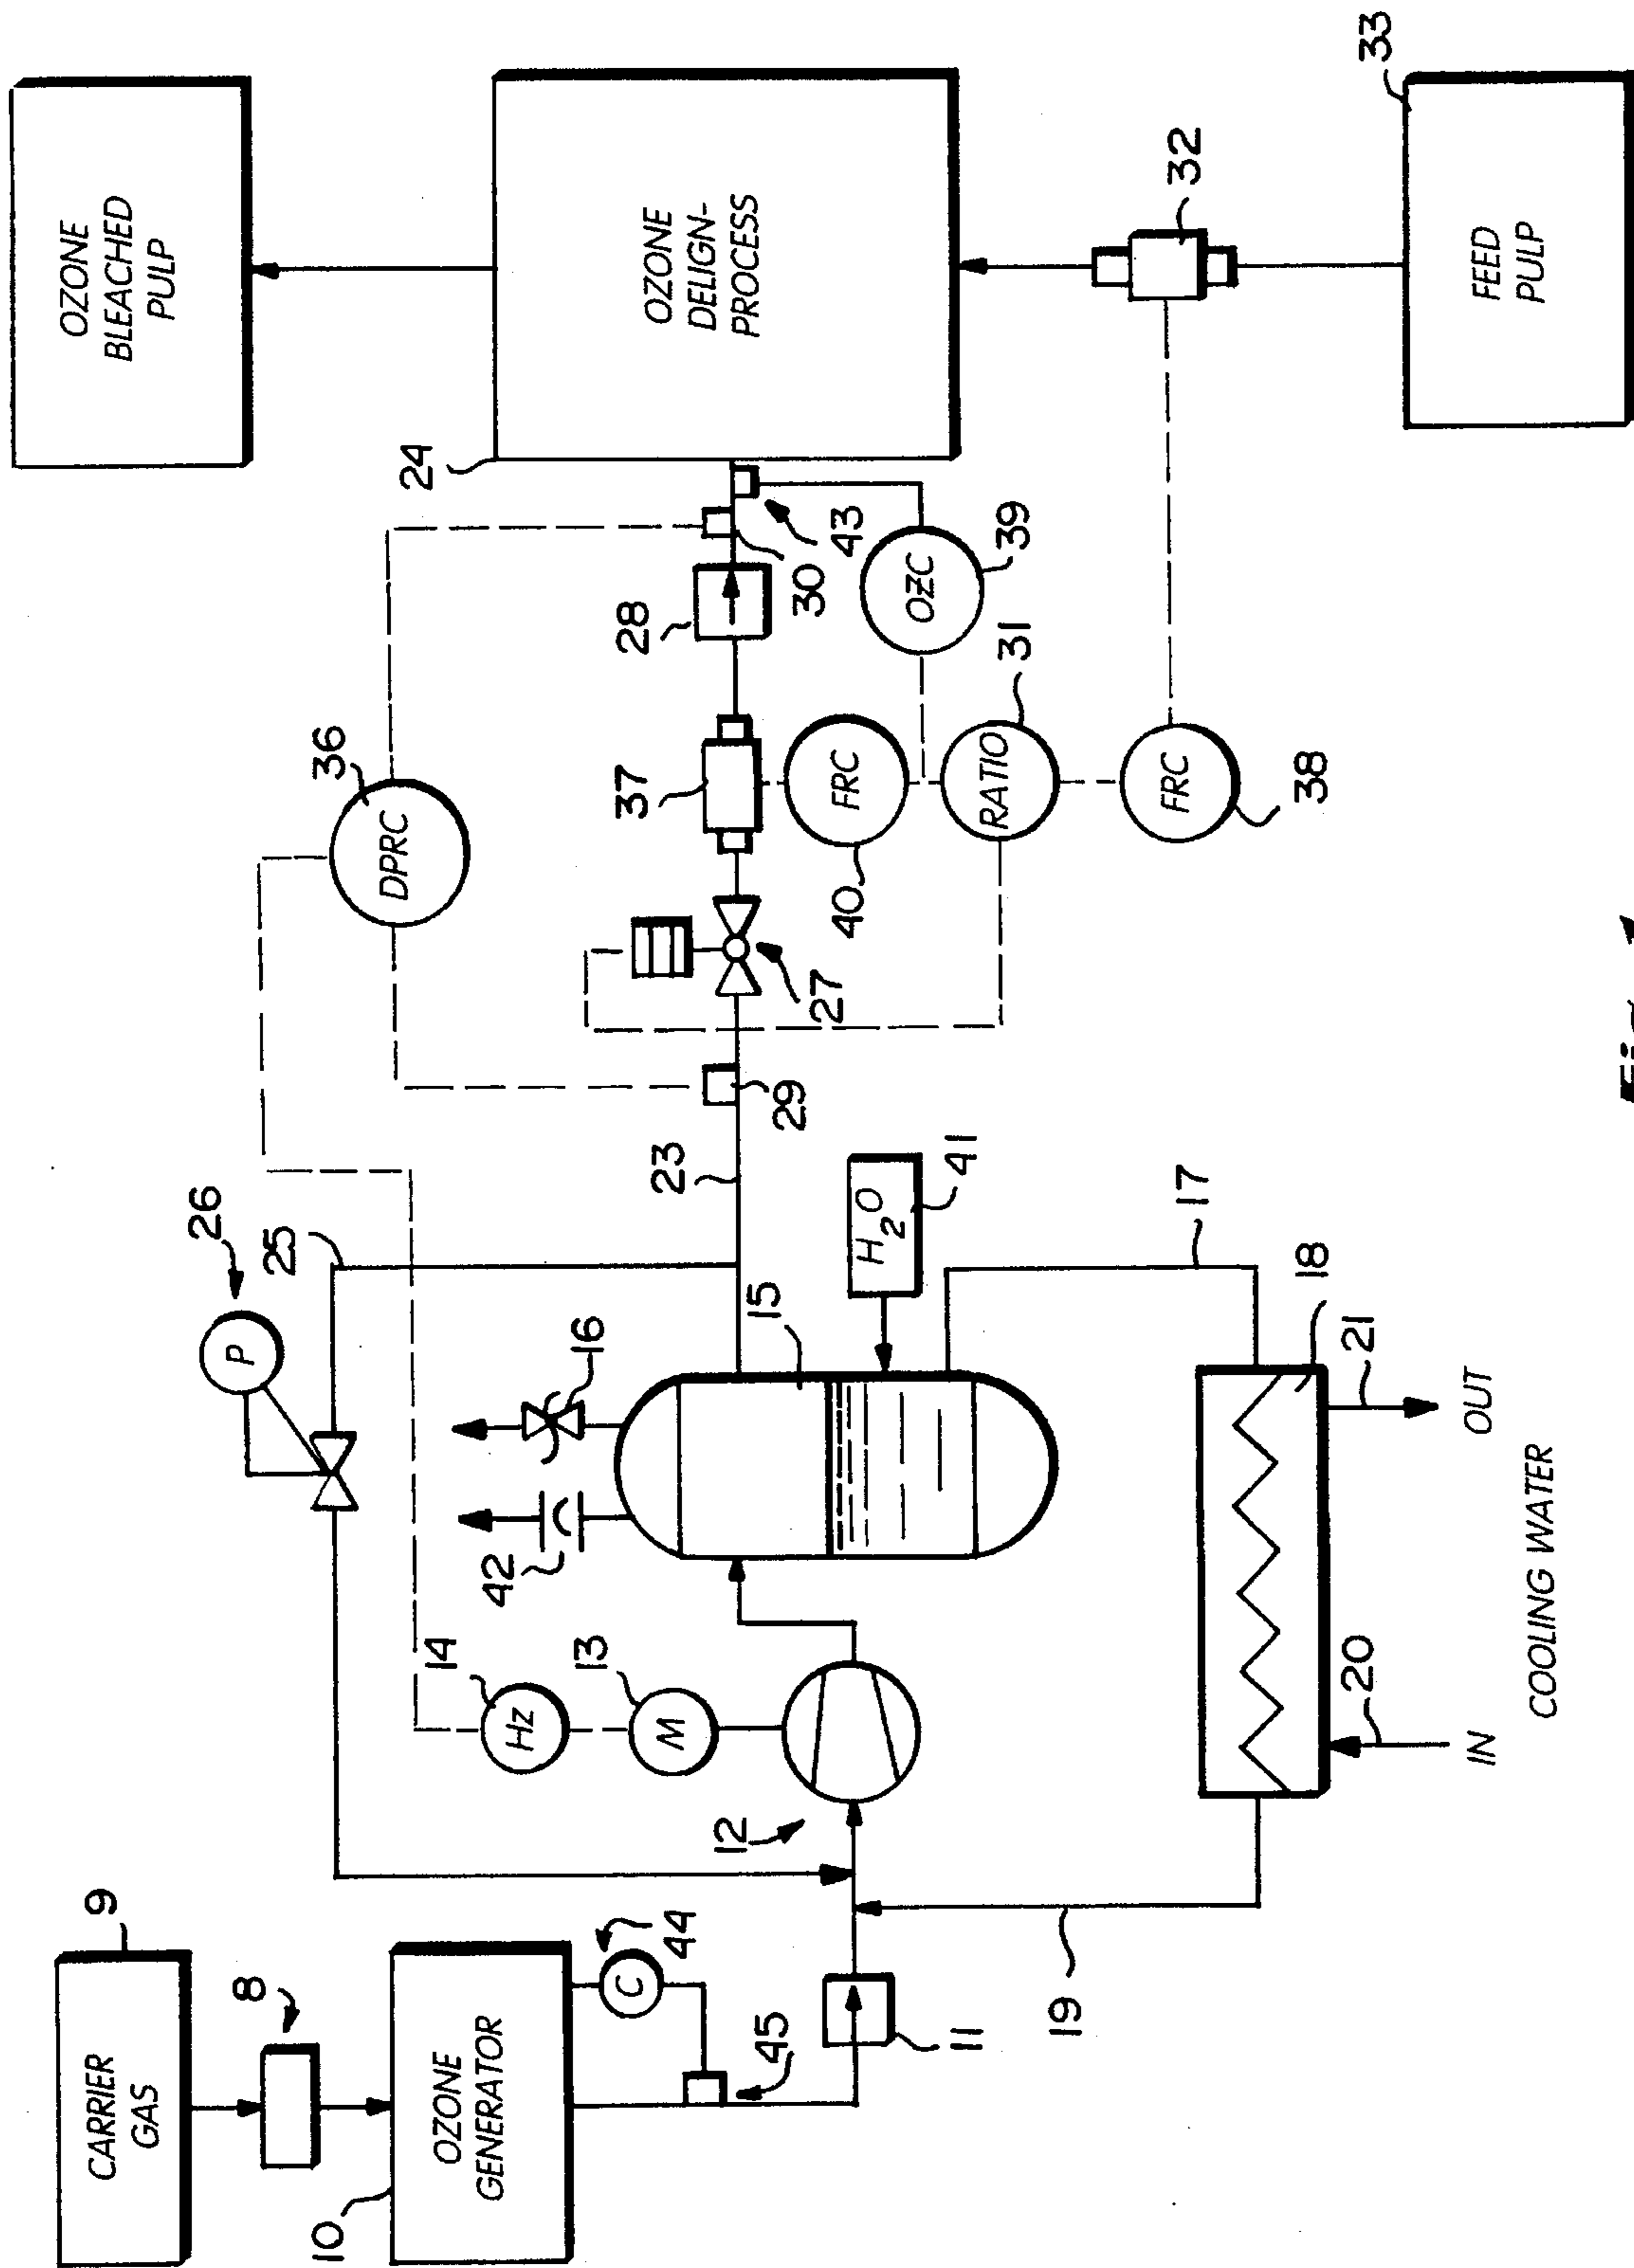 CARRIER
GAS
9
8
10
OZONE
GENERATOR
C
44
45
11
12
13
M
14
Hz
26
P
25
42
16
15
H2O
41
17
18
19
20
IN
21
OUT
COOLING WATER
23
29
27
36
DPRC
37
28
30
43
24
FRC
40
OZC
39
RATIO
31
FRC
38
OZONE
BLEACHED
PULP
OZONE
DELIGN-
PROCESS
32
33
FEED
PULP
Fig.